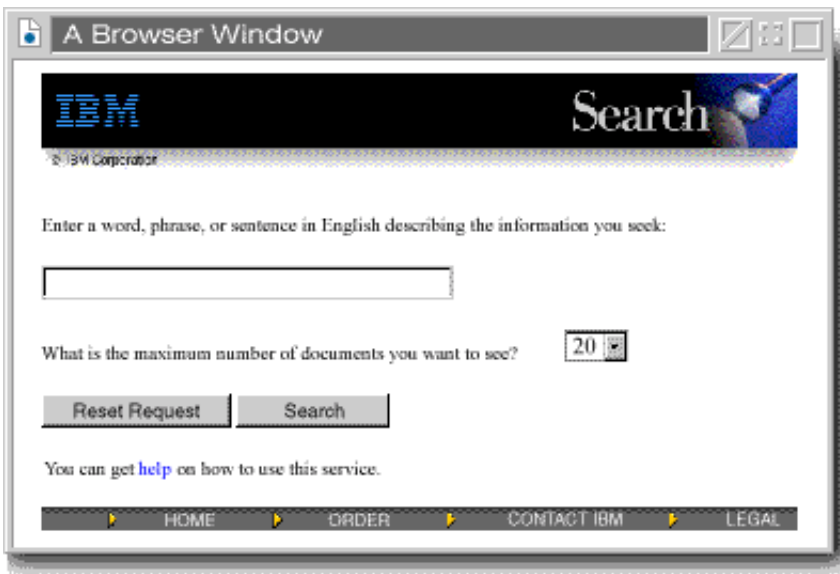 A Browser Window
IBM
Search
© IBM Corporation
Enter a word, phrase, or sentence in English describing the information you seek:
What is the maximum number of documents you want to see? 20
Reset Request Search
You can get help on how to use this service.
HOME ORDER CONTACT IBM LEGAL